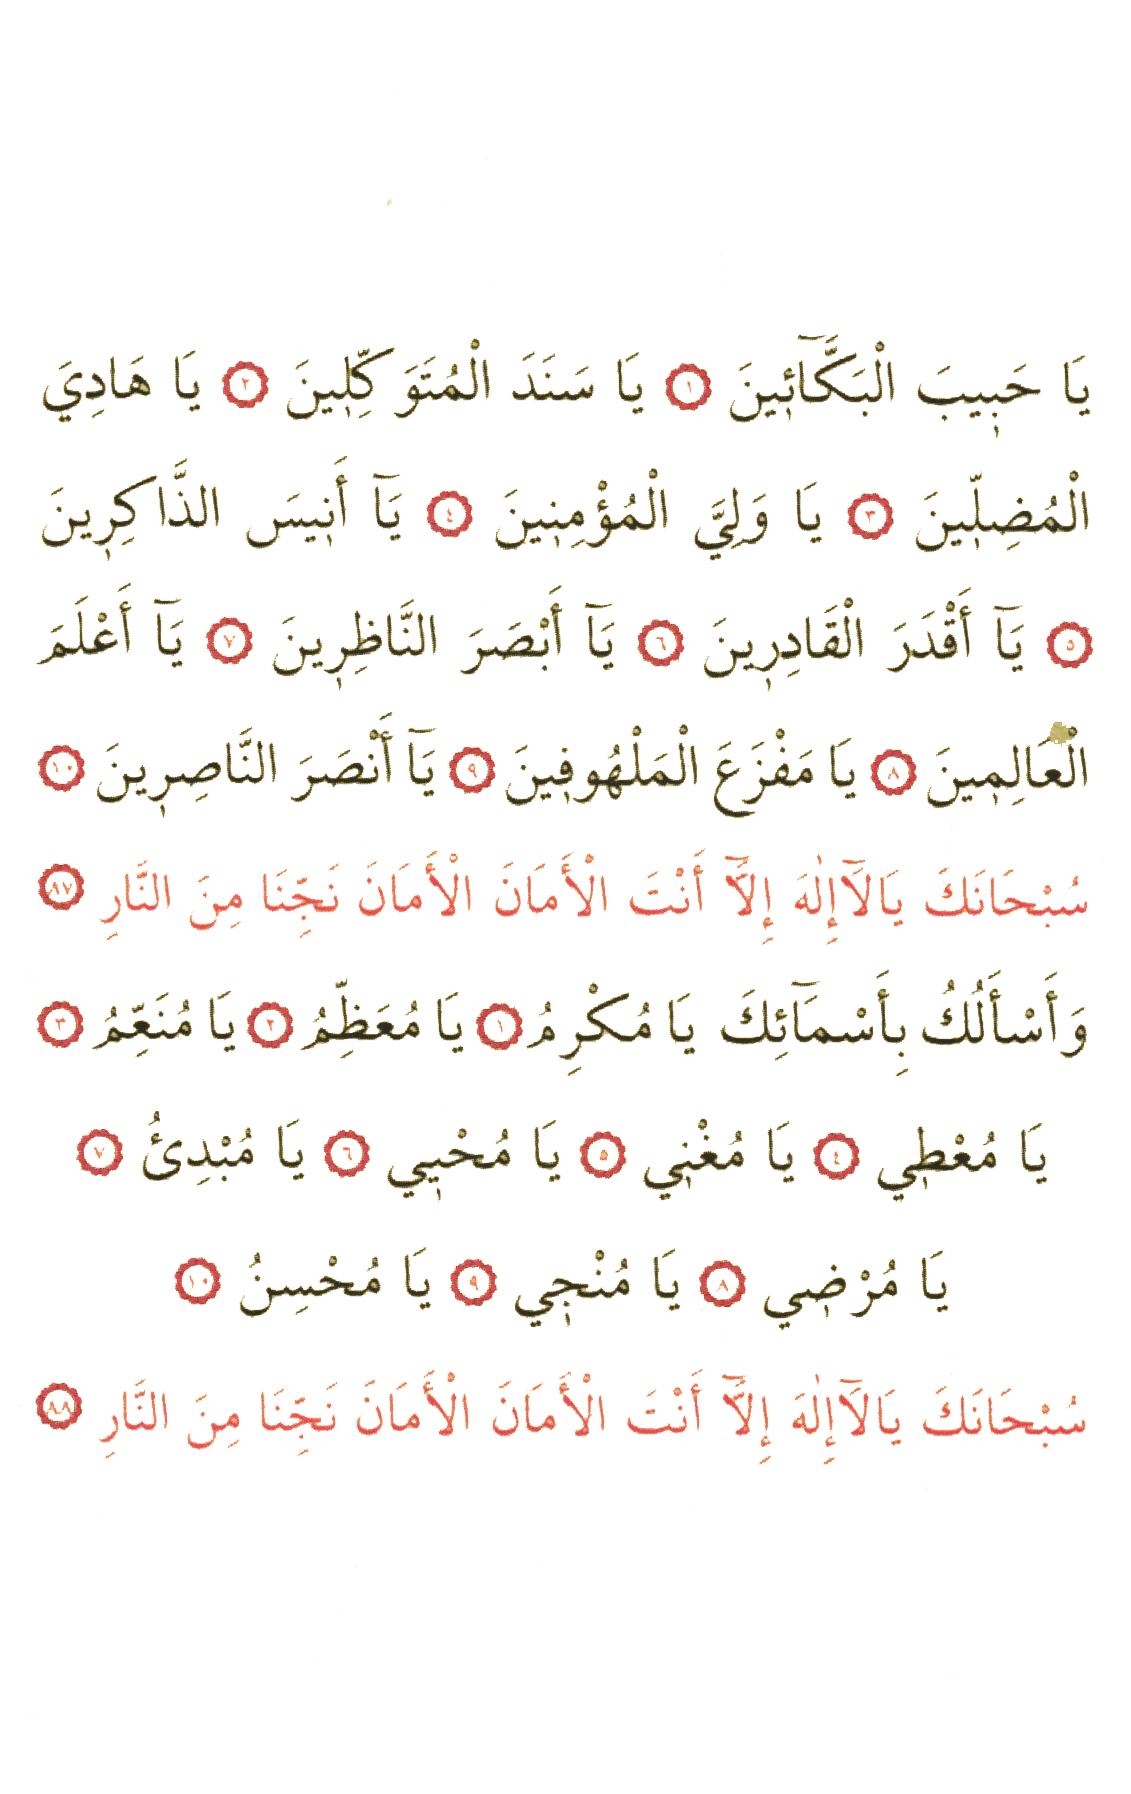 يَا حَبِيبَ الْبَكَّآئِينَ ١ يَا سَنَدَ الْمُتَوَكِّلِينَ ٢ يَا هَادِيَ
الْمُضِلِّينَ ٣ يَا وَلِيَّ الْمُؤْمِنِينَ ٤ يَآ أَنِيسَ الذَّاكِرِينَ
٥ يَآ أَقْدَرَ الْقَادِرِينَ ٦ يَآ أَبْصَرَ النَّاظِرِينَ ٧ يَآ أَعْلَمَ
الْعَالِمِينَ ٨ يَا مَفْزَعَ الْمَلْهُوفِينَ ٩ يَآ أَنْصَرَ النَّاصِرِينَ ١٠
سُبْحَانَكَ يَالَآإِلٰهَ إِلَّآ أَنْتَ الْأَمَانَ الْأَمَانَ نَجِّنَا مِنَ النَّارِ ٨٧
وَأَسْأَلُكُ بِأَسْمَآئِكَ يَا مُكْرِمُ ١ يَا مُعَظِّمُ ٢ يَا مُنَعِّمُ ٣
يَا مُعْطِي ٤ يَا مُغْنِي ٥ يَا مُحْيِي ٦ يَا مُبْدِئُ ٧
يَا مُرْضِي ٨ يَا مُنْجِي ٩ يَا مُحْسِنُ ١٠
سُبْحَانَكَ يَالَآإِلٰهَ إِلَّآ أَنْتَ الْأَمَانَ الْأَمَانَ نَجِّنَا مِنَ النَّارِ ٨٨